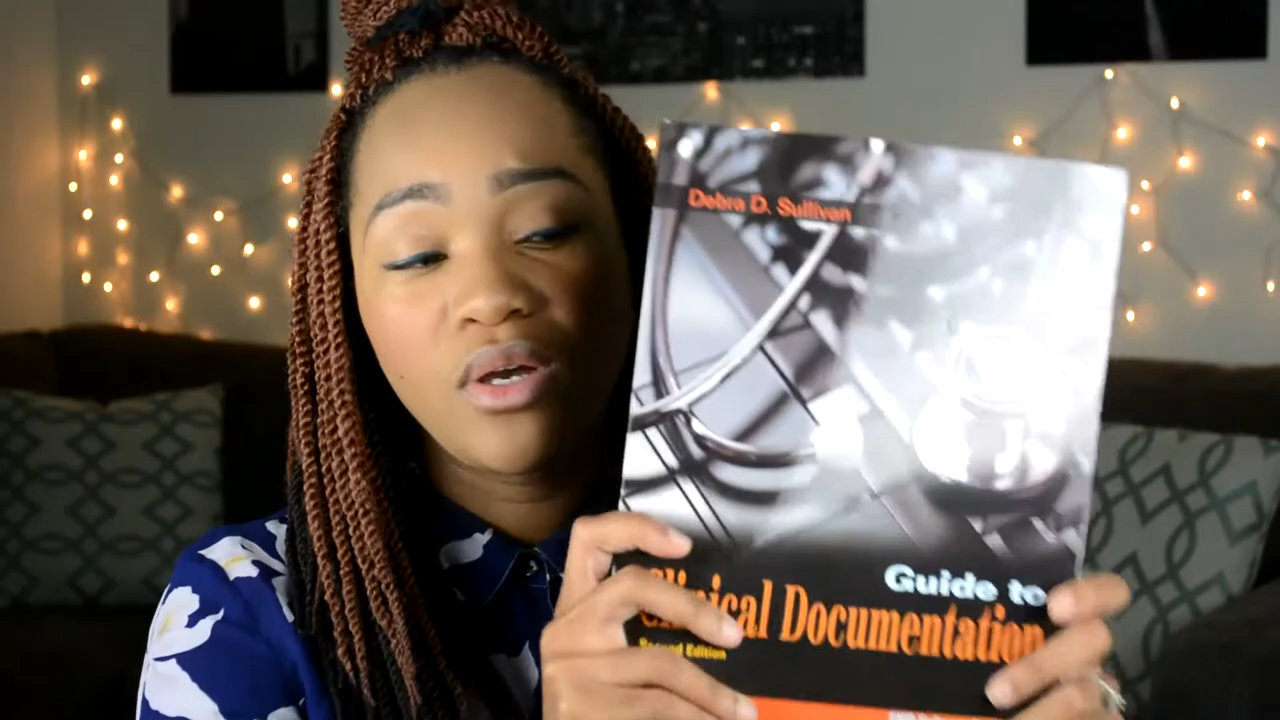 Debra D. Sullivan
Guide to
Clinical Documentation
Second Edition